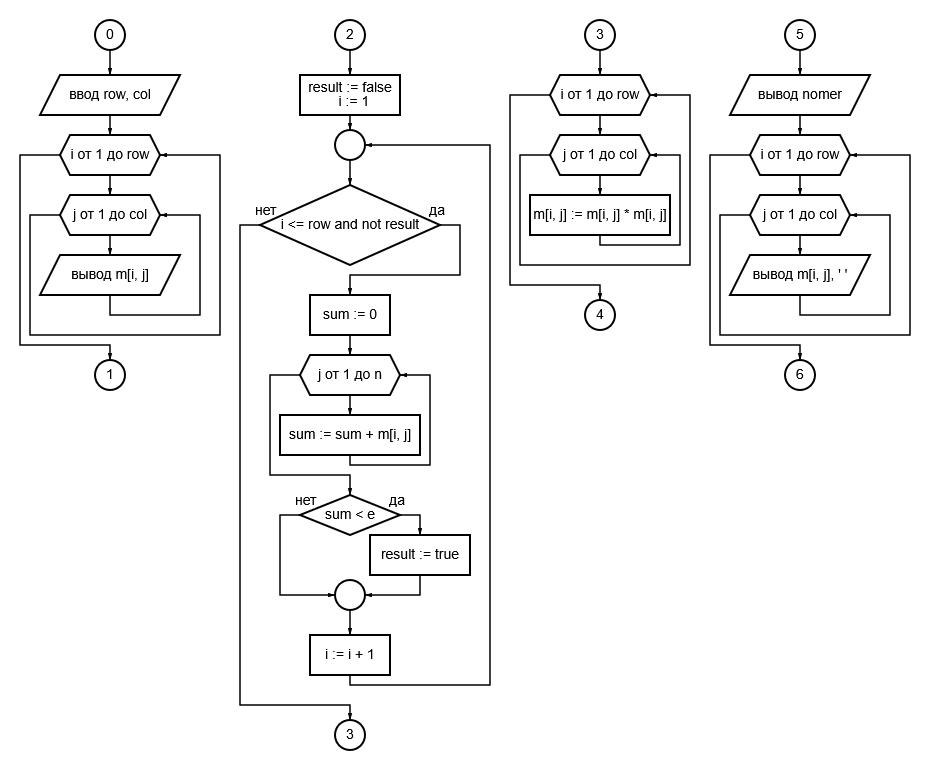 0
ввод row, col
i от 1 до row
j от 1 до col
вывод m[i, j]
1
2
result := false
i := 1
нет
да
i <= row and not result
sum := 0
j от 1 до n
sum := sum + m[i, j]
нет
да
sum < e
result := true
i := i + 1
3
3
i от 1 до row
j от 1 до col
m[i, j] := m[i, j] * m[i, j]
4
5
вывод nomer
i от 1 до row
j от 1 до col
вывод m[i, j], ' '
6